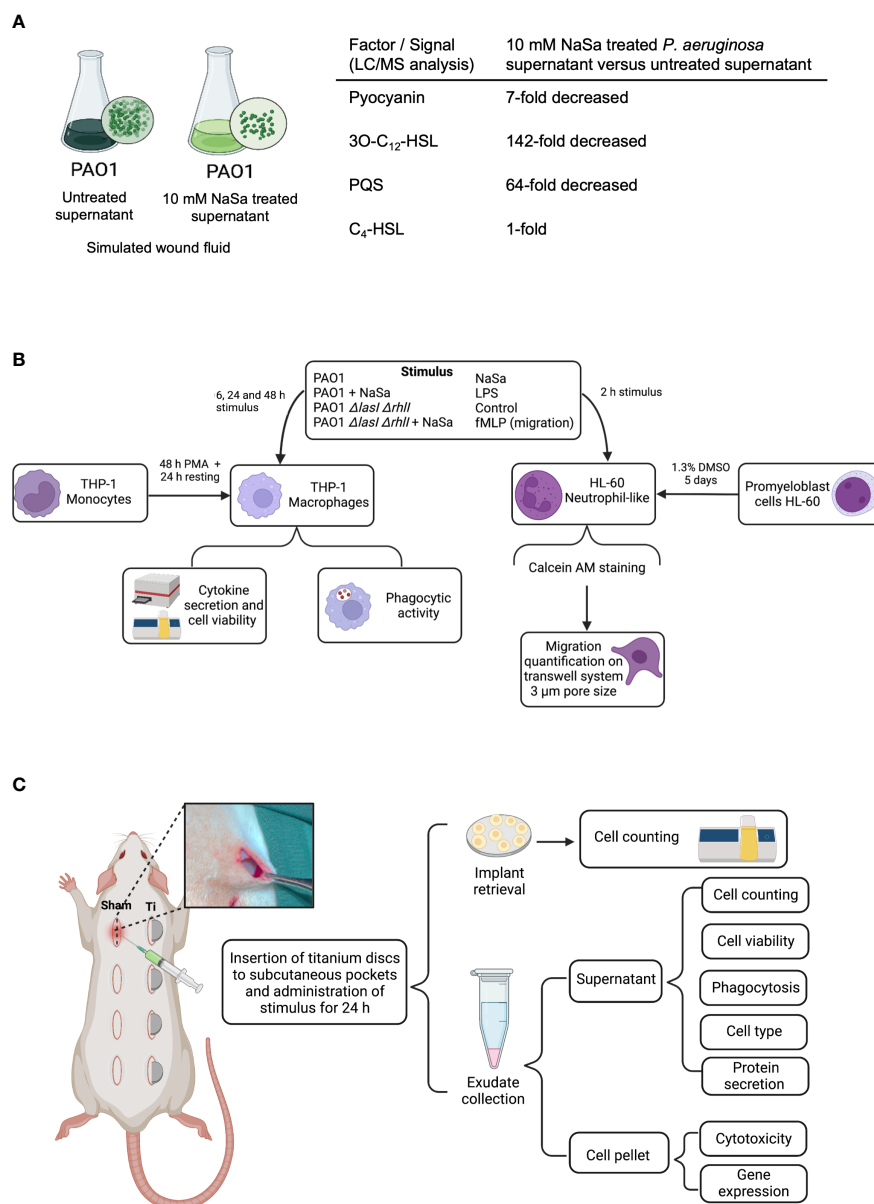 A
PAO1
Untreated
supernatant
PAO1
10 mM NaSa treated
supernatant
Simulated wound fluid
Factor / Signal
(LC/MS analysis)
10 mM NaSa treated P. aeruginosa
supernatant versus untreated supernatant
Pyocyanin
7-fold decreased
3O-C12-HSL
142-fold decreased
PQS
64-fold decreased
C4-HSL
1-fold
B
Stimulus
PAO1
PAO1 + NaSa
PAO1 ΔlasI ΔrhlI
PAO1 ΔlasI ΔrhlI + NaSa
NaSa
LPS
Control
fMLP (migration)
6, 24 and 48 h
stimulus
2 h stimulus
THP-1
Monocytes
48 h PMA +
24 h resting
THP-1
Macrophages
HL-60
Neutrophil-like
1.3% DMSO
5 days
Promyeloblast
cells HL-60
Cytokine
secretion and
cell viability
Phagocytic
activity
Calcein AM staining
Migration
quantification on
transwell system
3 µm pore size
C
Sham
Ti
Insertion of titanium discs
to subcutaneous pockets
and administration of
stimulus for 24 h
Implant
retrieval
Cell counting
Exudate
collection
Supernatant
Cell counting
Cell viability
Phagocytosis
Cell type
Protein
secretion
Cell pellet
Cytotoxicity
Gene
expression